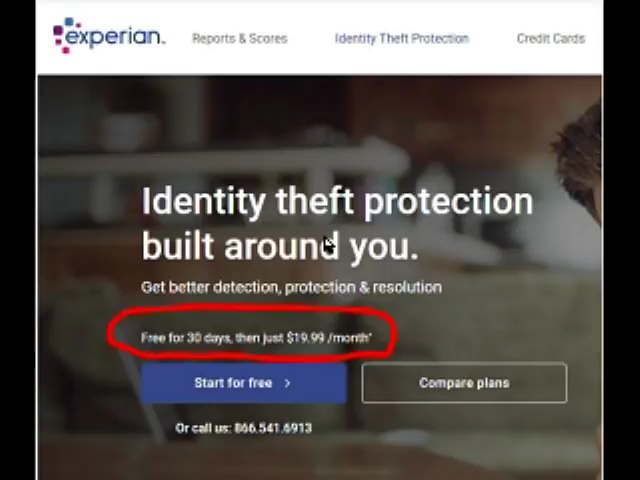 experian.
Reports & Scores
Identity Theft Protection
Credit Cards
Identity theft protection
built around you.
Get better detection, protection & resolution
Free for 30 days, then just $19.99 /month*
Start for free >
Compare plans
Or call us: 866.541.6913